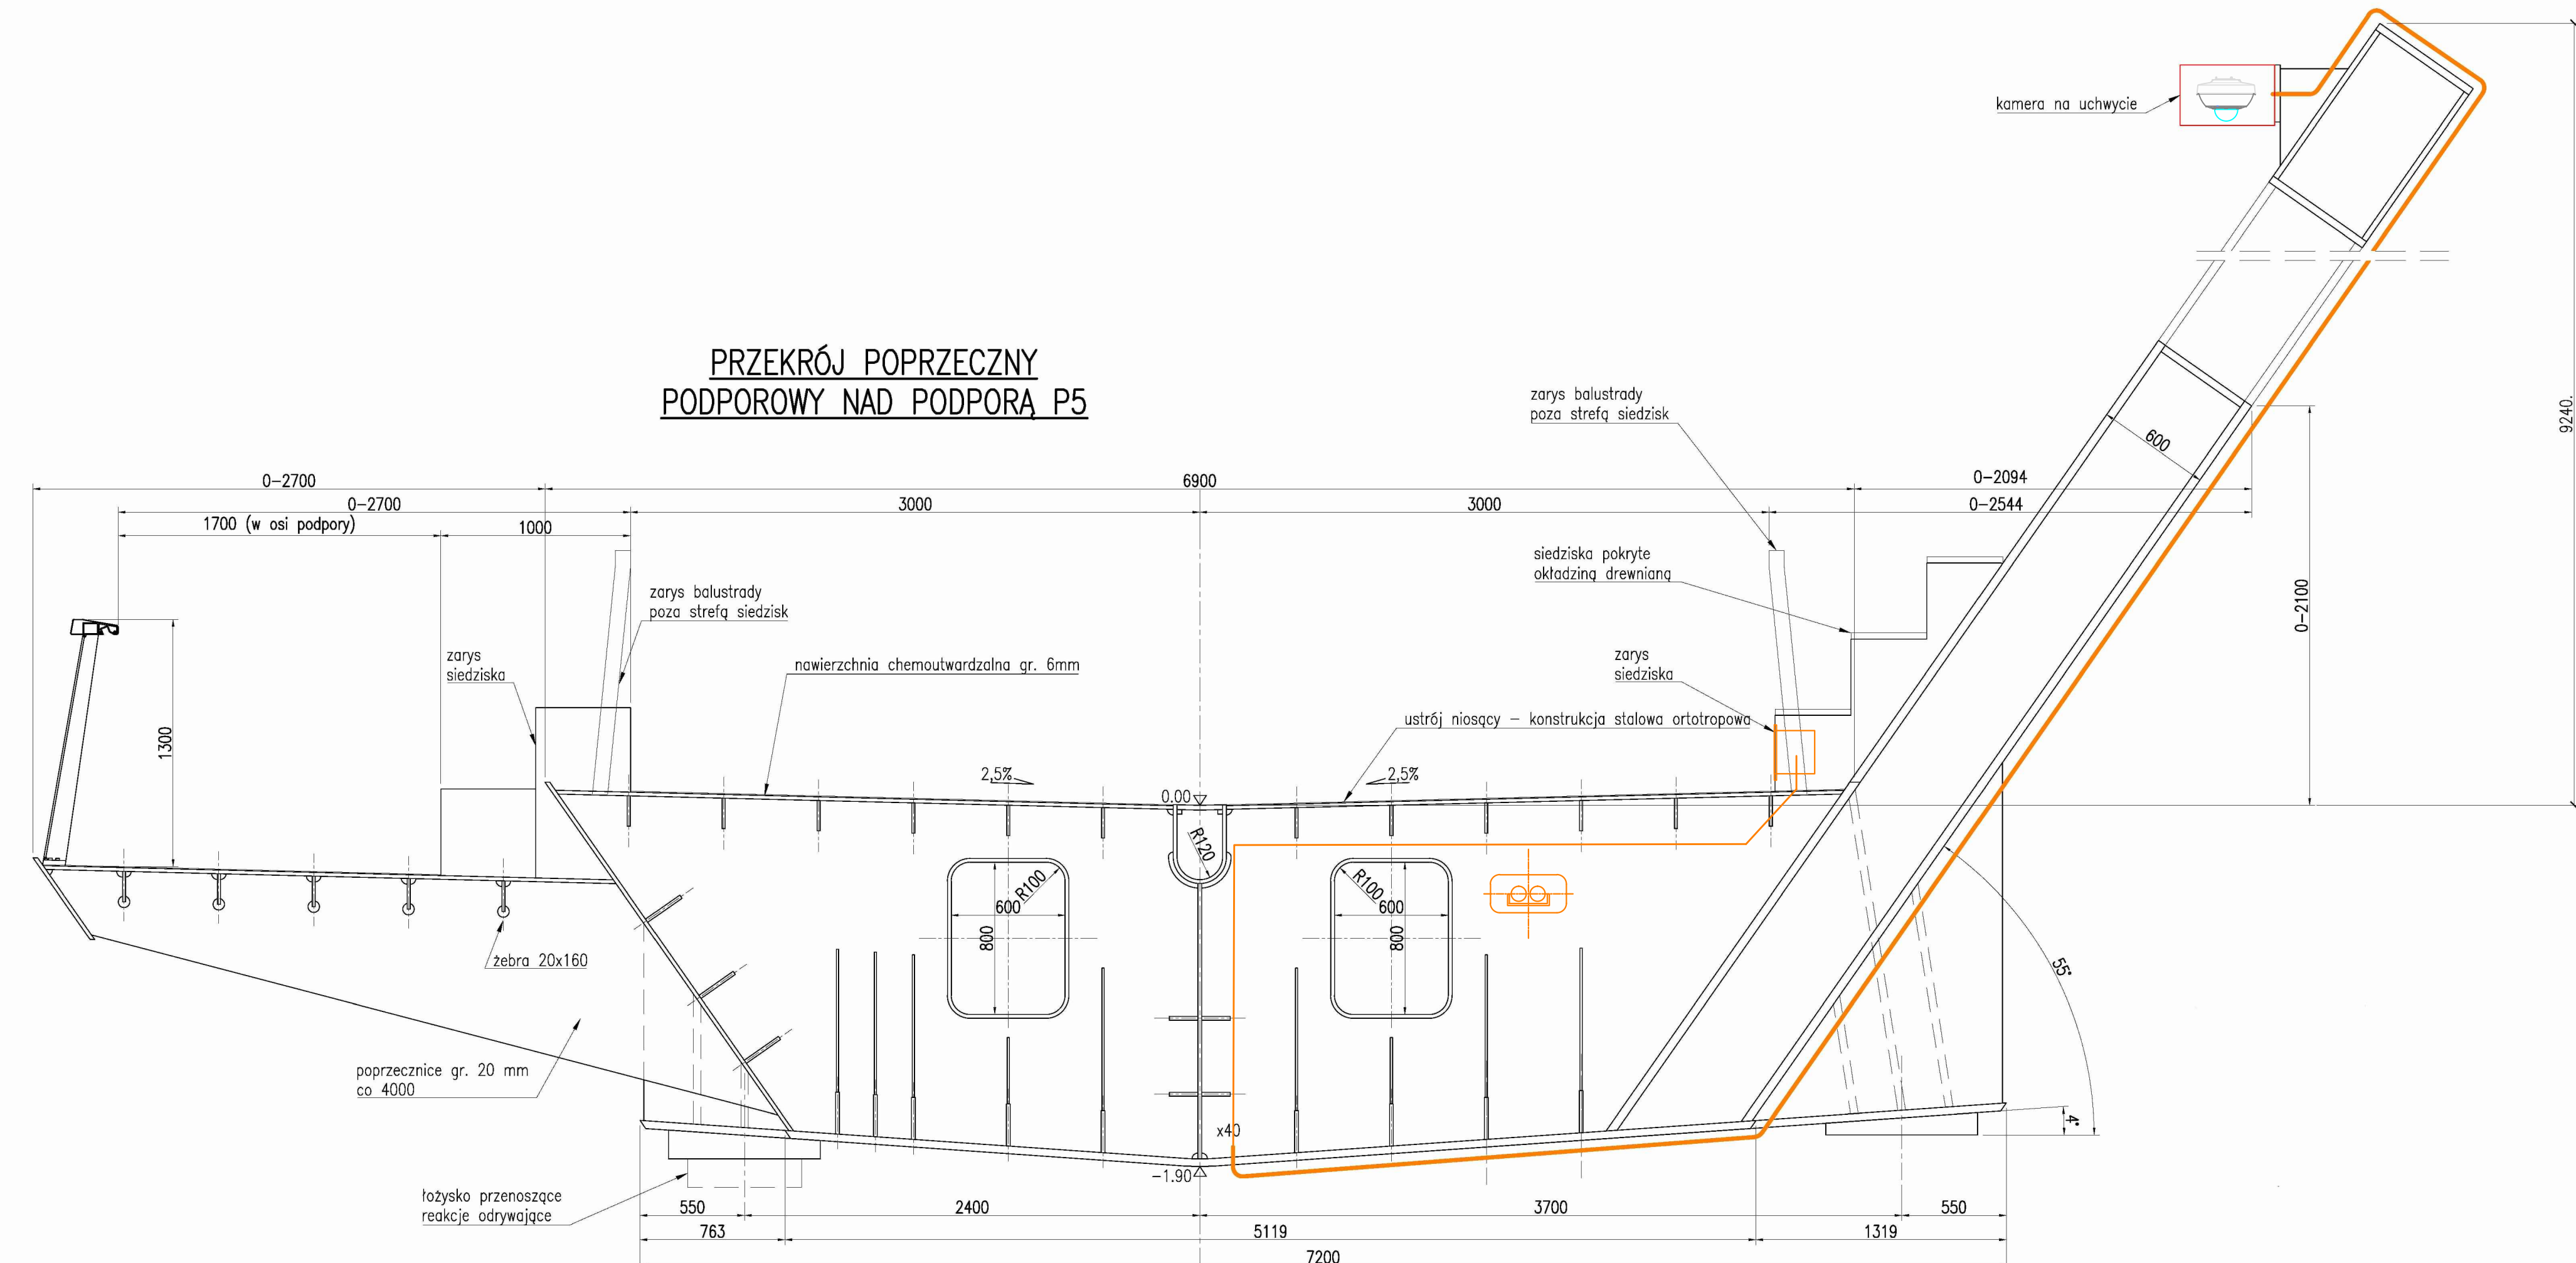 kamera na uchwycie
PRZEKRÓJ POPRZECZNY
PODPOROWY NAD PODPORĄ P5
zarys balustrady
poza strefą siedzisk
9240.
600
0-2700
6900
0-2094
0-2700
3000
3000
0-2544
1700 (w osi podpory)
1000
siedziska pokryte
okładziną drewnianą
zarys balustrady
poza strefą siedzisk
0-2100
zarys
siedziska
nawierzchnia chemoutwardzalna gr. 6mm
zarys
siedziska
1300
ustrój niosący - konstrukcja stalowa ortotropowa
2,5%
2,5%
0.00
R120
R100
600
800
R100
600
800
żebra 20x160
55°
poprzecznice gr. 20 mm
co 4000
x40
4°
-1.90
łożysko przenoszące
reakcje odrywające
550
2400
3700
550
763
5119
1319
7200